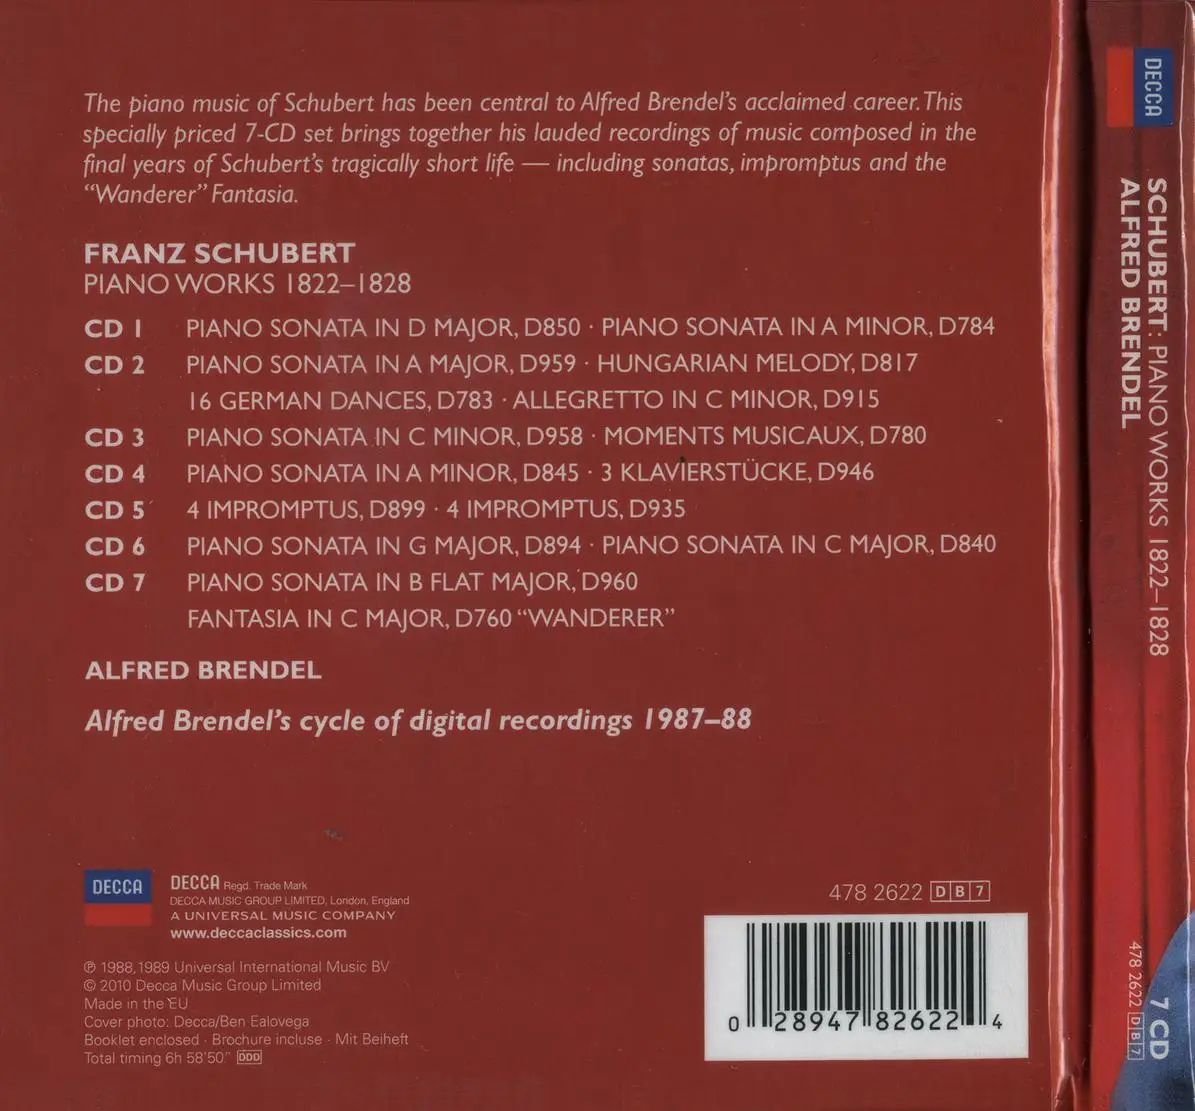 The piano music of Schubert has been central to Alfred Brendel's acclaimed career. This
specially priced 7-CD set brings together his lauded recordings of music composed in the
final years of Schubert's tragically short life — including sonatas, impromptus and the
“Wanderer” Fantasia.
FRANZ SCHUBERT
PIANO WORKS 1822–1828
CD 1 PIANO SONATA IN D MAJOR, D850 · PIANO SONATA IN A MINOR, D784
CD 2 PIANO SONATA IN A MAJOR, D959 · HUNGARIAN MELODY, D817
16 GERMAN DANCES, D783 · ALLEGRETTO IN C MINOR, D915
CD 3 PIANO SONATA IN C MINOR, D958 · MOMENTS MUSICAUX, D780
CD 4 PIANO SONATA IN A MINOR, D845 · 3 KLAVIERSTÜCKE, D946
CD 5 4 IMPROMPTUS, D899 · 4 IMPROMPTUS, D935
CD 6 PIANO SONATA IN G MAJOR, D894 · PIANO SONATA IN C MAJOR, D840
CD 7 PIANO SONATA IN B FLAT MAJOR, D960
FANTASIA IN C MAJOR, D760 “WANDERER”
ALFRED BRENDEL
Alfred Brendel's cycle of digital recordings 1987–88
DECCA
DECCA Regd. Trade Mark
DECCA MUSIC GROUP LIMITED, London, England
A UNIVERSAL MUSIC COMPANY
www.deccaclassics.com
℗ 1988, 1989 Universal International Music BV
© 2010 Decca Music Group Limited
Made in the EU
Cover photo: Decca/Ben Ealovega
Booklet enclosed · Brochure incluse · Mit Beiheft
Total timing 6h 58'50" DDD
478 2622 DB7
0 28947 82622 4
DECCA
SCHUBERT: PIANO WORKS 1822–1828
ALFRED BRENDEL
7 CD
478 2622 DB7